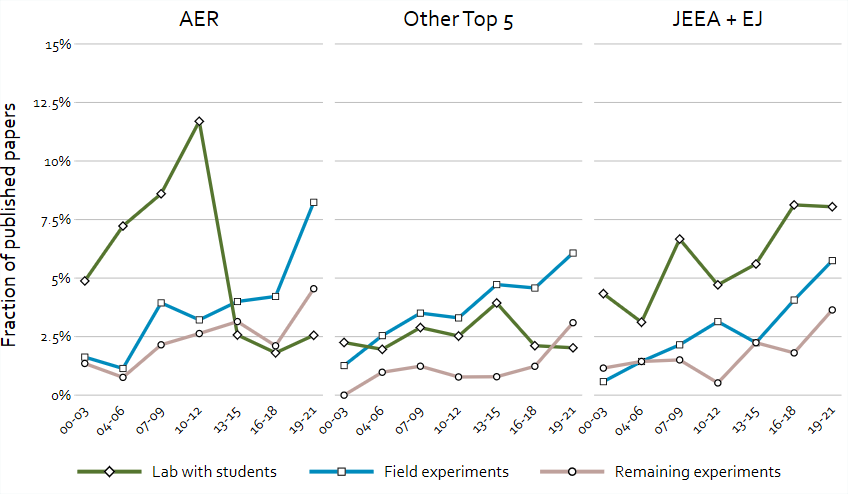 AER
Other Top 5
JEEA + EJ
Fraction of published papers
15%
12.5%
10%
7.5%
5%
2.5%
0%
00-03 04-06 07-09 10-12 13-15 16-18 19-21
00-03 04-06 07-09 10-12 13-15 16-18 19-21
00-03 04-06 07-09 10-12 13-15 16-18 19-21
Lab with students
Field experiments
Remaining experiments